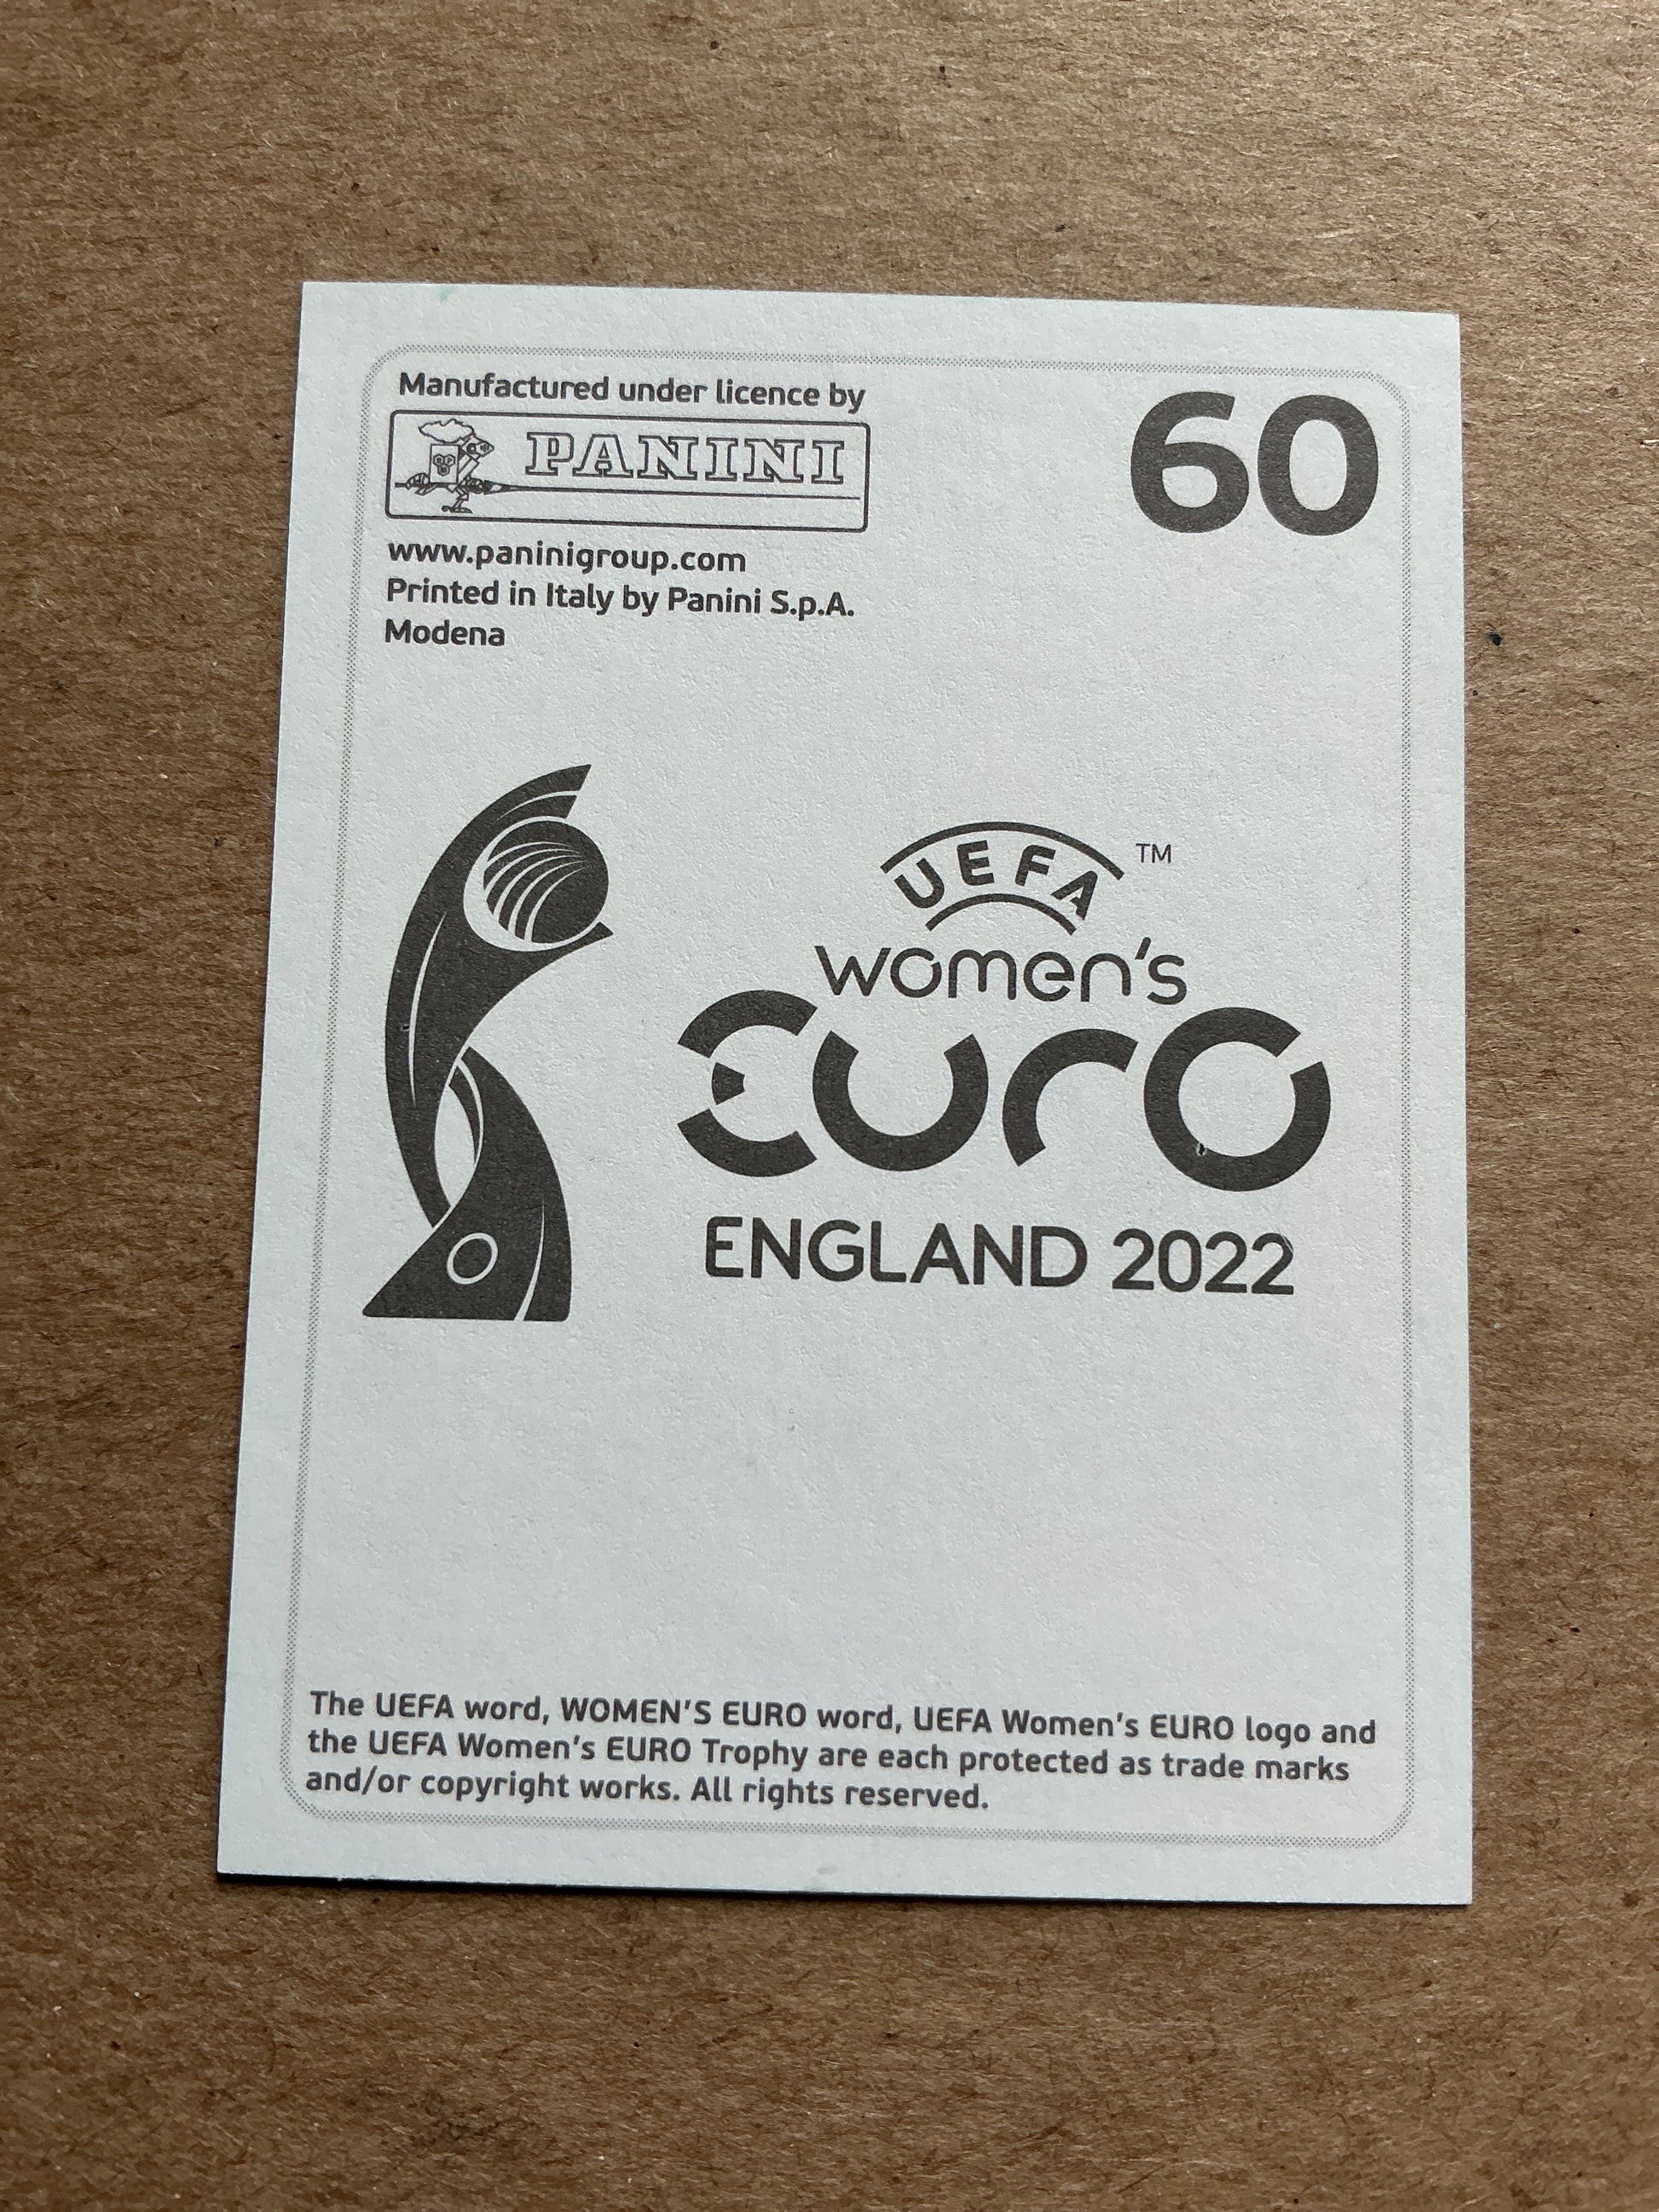 Manufactured under licence by
PANINI
60
www.paninigroup.com
Printed in Italy by Panini S.p.A.
Modena
UEFA TM
women's
EURO
ENGLAND 2022
The UEFA word, WOMEN'S EURO word, UEFA Women's EURO logo and
the UEFA Women's EURO Trophy are each protected as trade marks
and/or copyright works. All rights reserved.